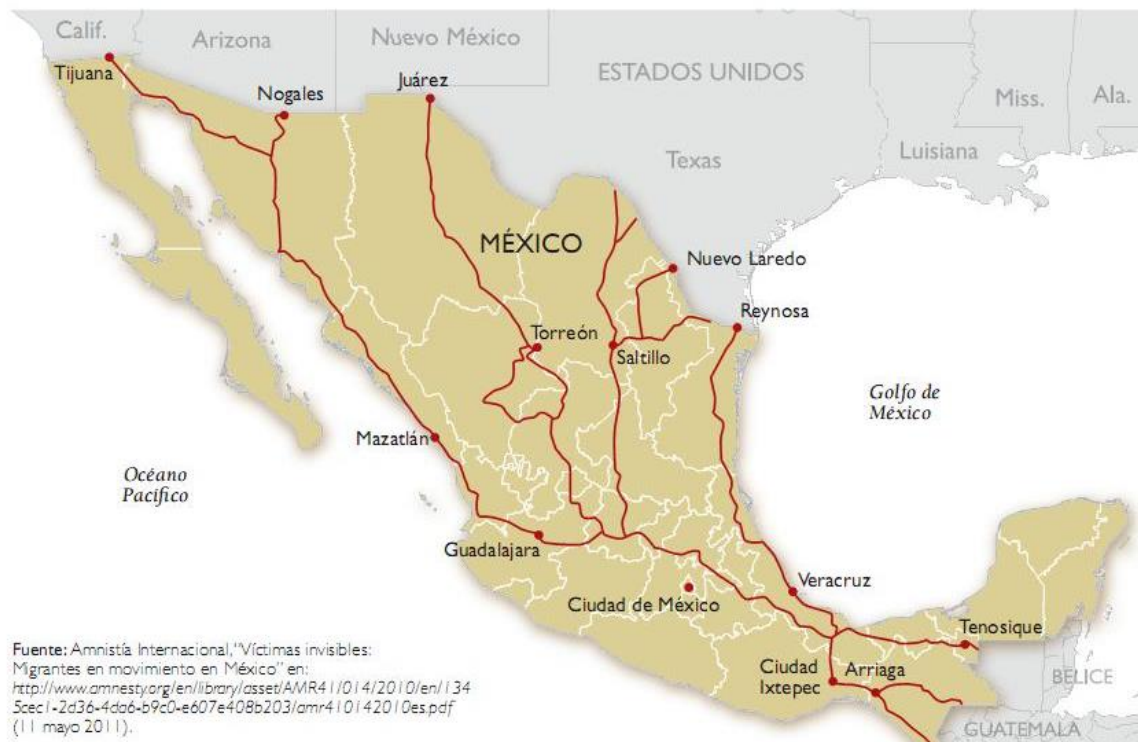 Calif.
Arizona
Nuevo México
ESTADOS UNIDOS
Miss.
Ala.
Tijuana
Nogales
Juárez
Texas
Luisiana
MÉXICO
Nuevo Laredo
Reynosa
Torreón
Saltillo
Golfo de
México
Mazatlán
Océano
Pacífico
Guadalajara
Ciudad de México
Veracruz
Tenosique
Ciudad
Ixtepec
Arriaga
BELICE
GUATEMALA
Fuente: Amnistía Internacional, "Víctimas invisibles:
Migrantes en movimiento en México" en:
http://www.amnesty.org/en/library/asset/AMR41/014/2010/en/134
5cec1-2d36-4da6-b9c0-e607e408b203/amr410142010es.pdf
(11 mayo 2011).